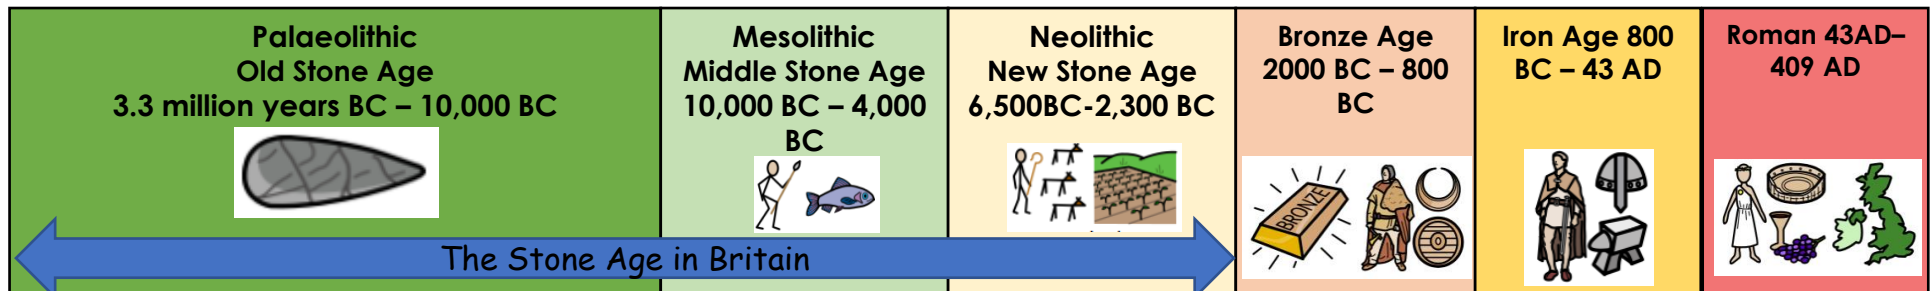 Palaeolithic
Old Stone Age
3.3 million years BC – 10,000 BC
Mesolithic
Middle Stone Age
10,000 BC – 4,000
BC
Neolithic
New Stone Age
6,500BC-2,300 BC
Bronze Age
2000 BC – 800
BC
Iron Age 800
BC – 43 AD
Roman 43AD–
409 AD
BRONZE
The Stone Age in Britain